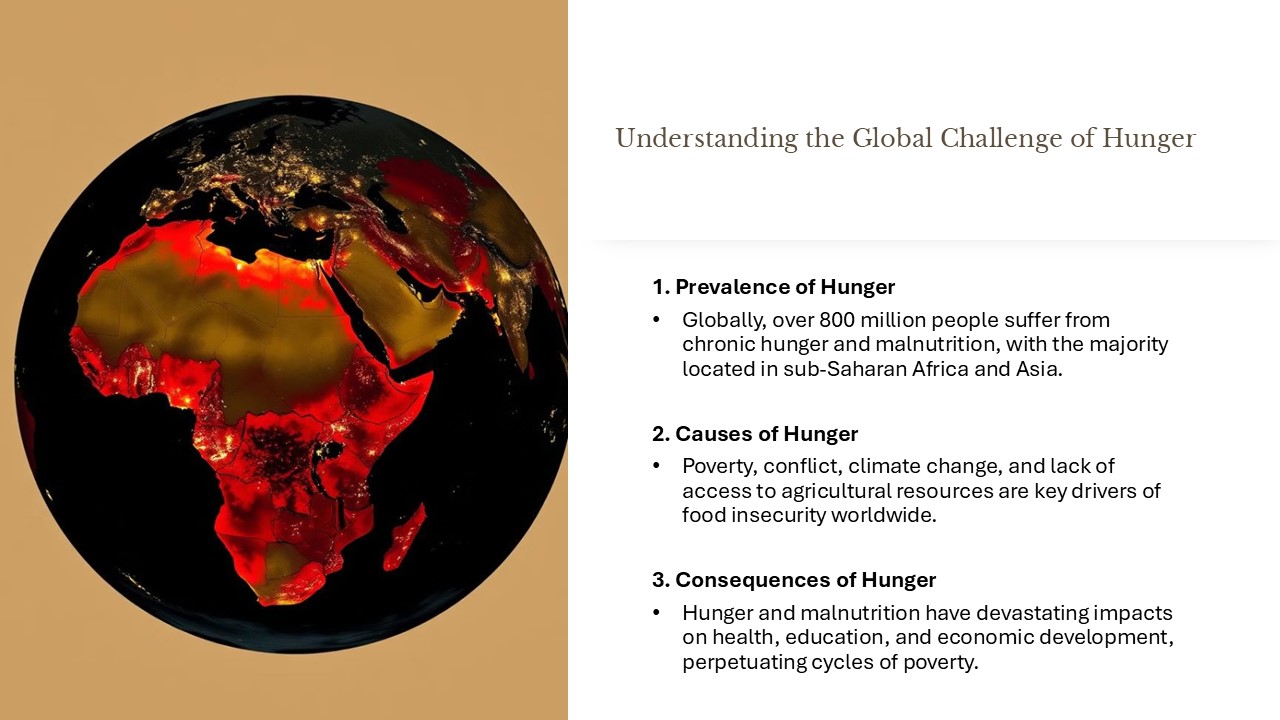 Understanding the Global Challenge of Hunger
1. Prevalence of Hunger
• Globally, over 800 million people suffer from
chronic hunger and malnutrition, with the majority
located in sub-Saharan Africa and Asia.
2. Causes of Hunger
• Poverty, conflict, climate change, and lack of
access to agricultural resources are key drivers of
food insecurity worldwide.
3. Consequences of Hunger
• Hunger and malnutrition have devastating impacts
on health, education, and economic development,
perpetuating cycles of poverty.